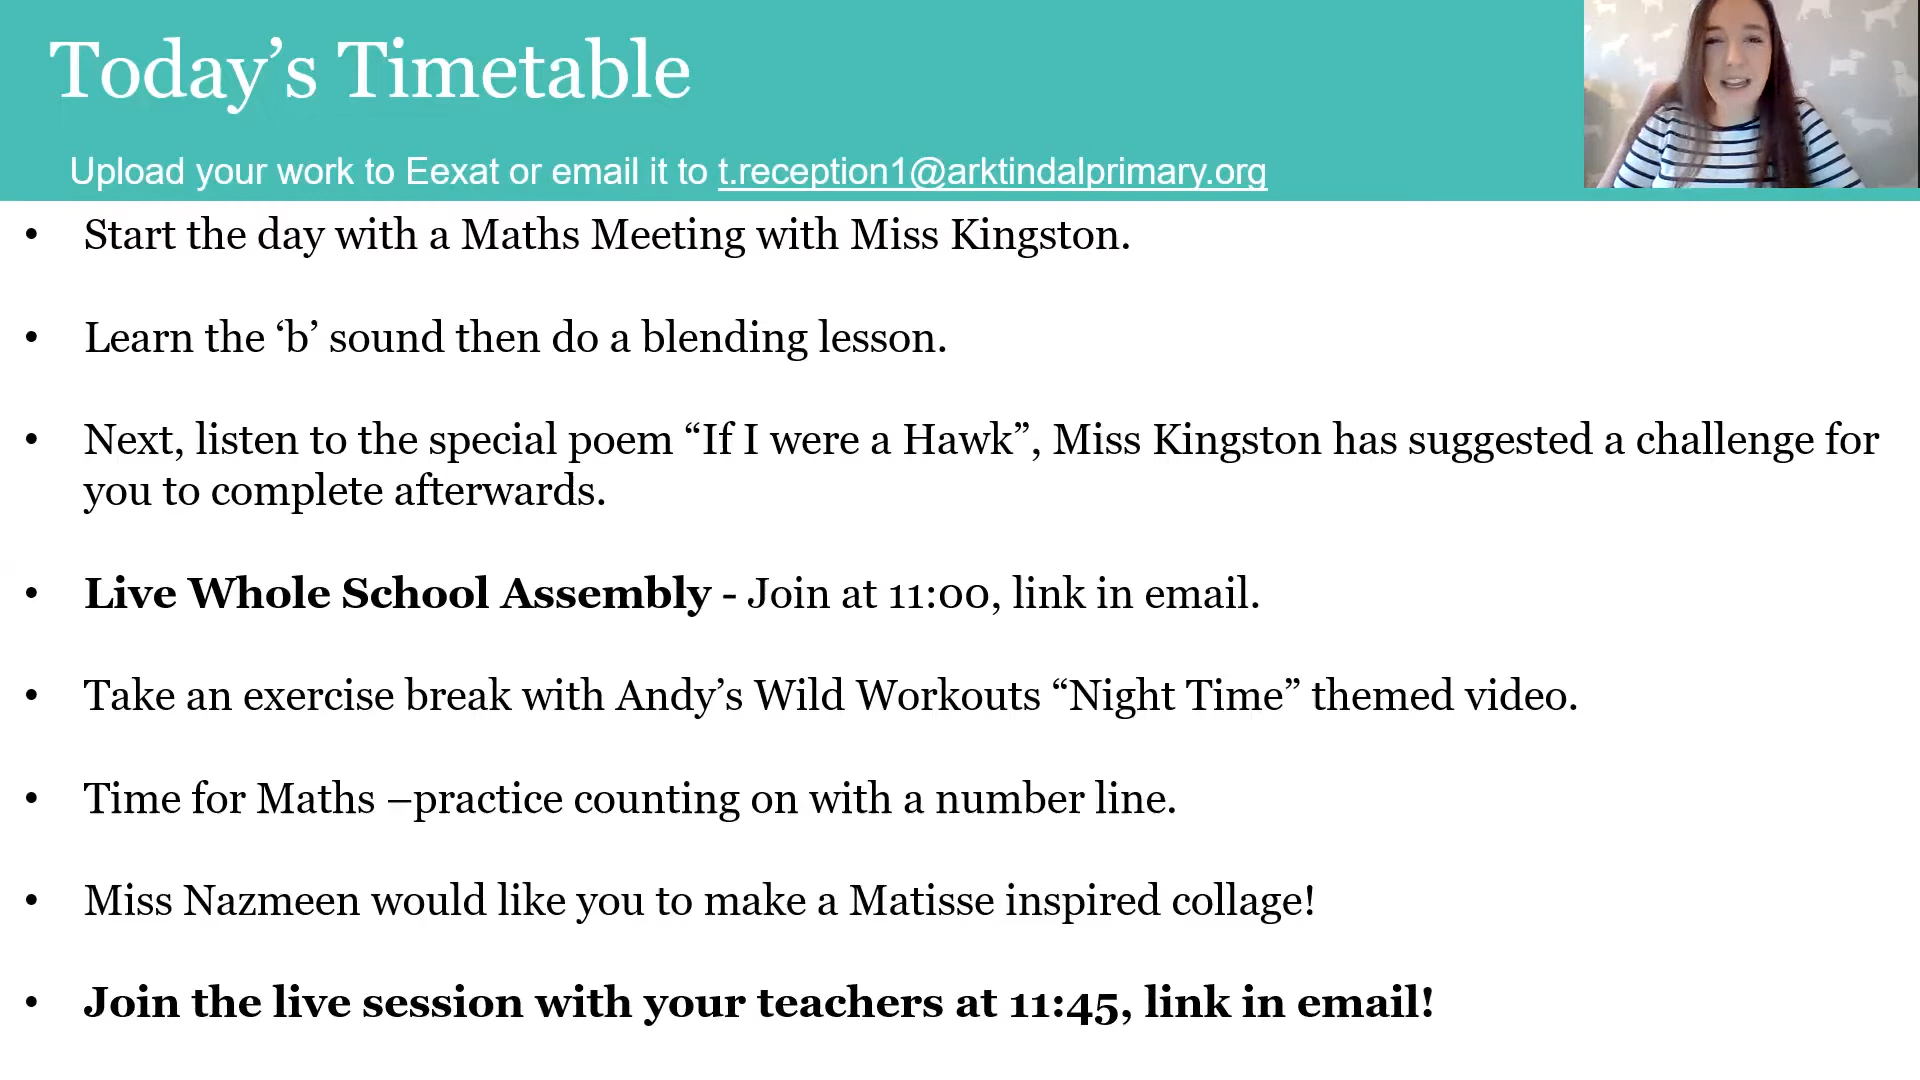 Today’s Timetable
Upload your work to Eexat or email it to t.reception1@arktindalprimary.org
• Start the day with a Maths Meeting with Miss Kingston.
• Learn the ‘b’ sound then do a blending lesson.
• Next, listen to the special poem “If I were a Hawk”, Miss Kingston has suggested a challenge for
you to complete afterwards.
• Live Whole School Assembly - Join at 11:00, link in email.
• Take an exercise break with Andy’s Wild Workouts “Night Time” themed video.
• Time for Maths –practice counting on with a number line.
• Miss Nazmeen would like you to make a Matisse inspired collage!
• Join the live session with your teachers at 11:45, link in email!